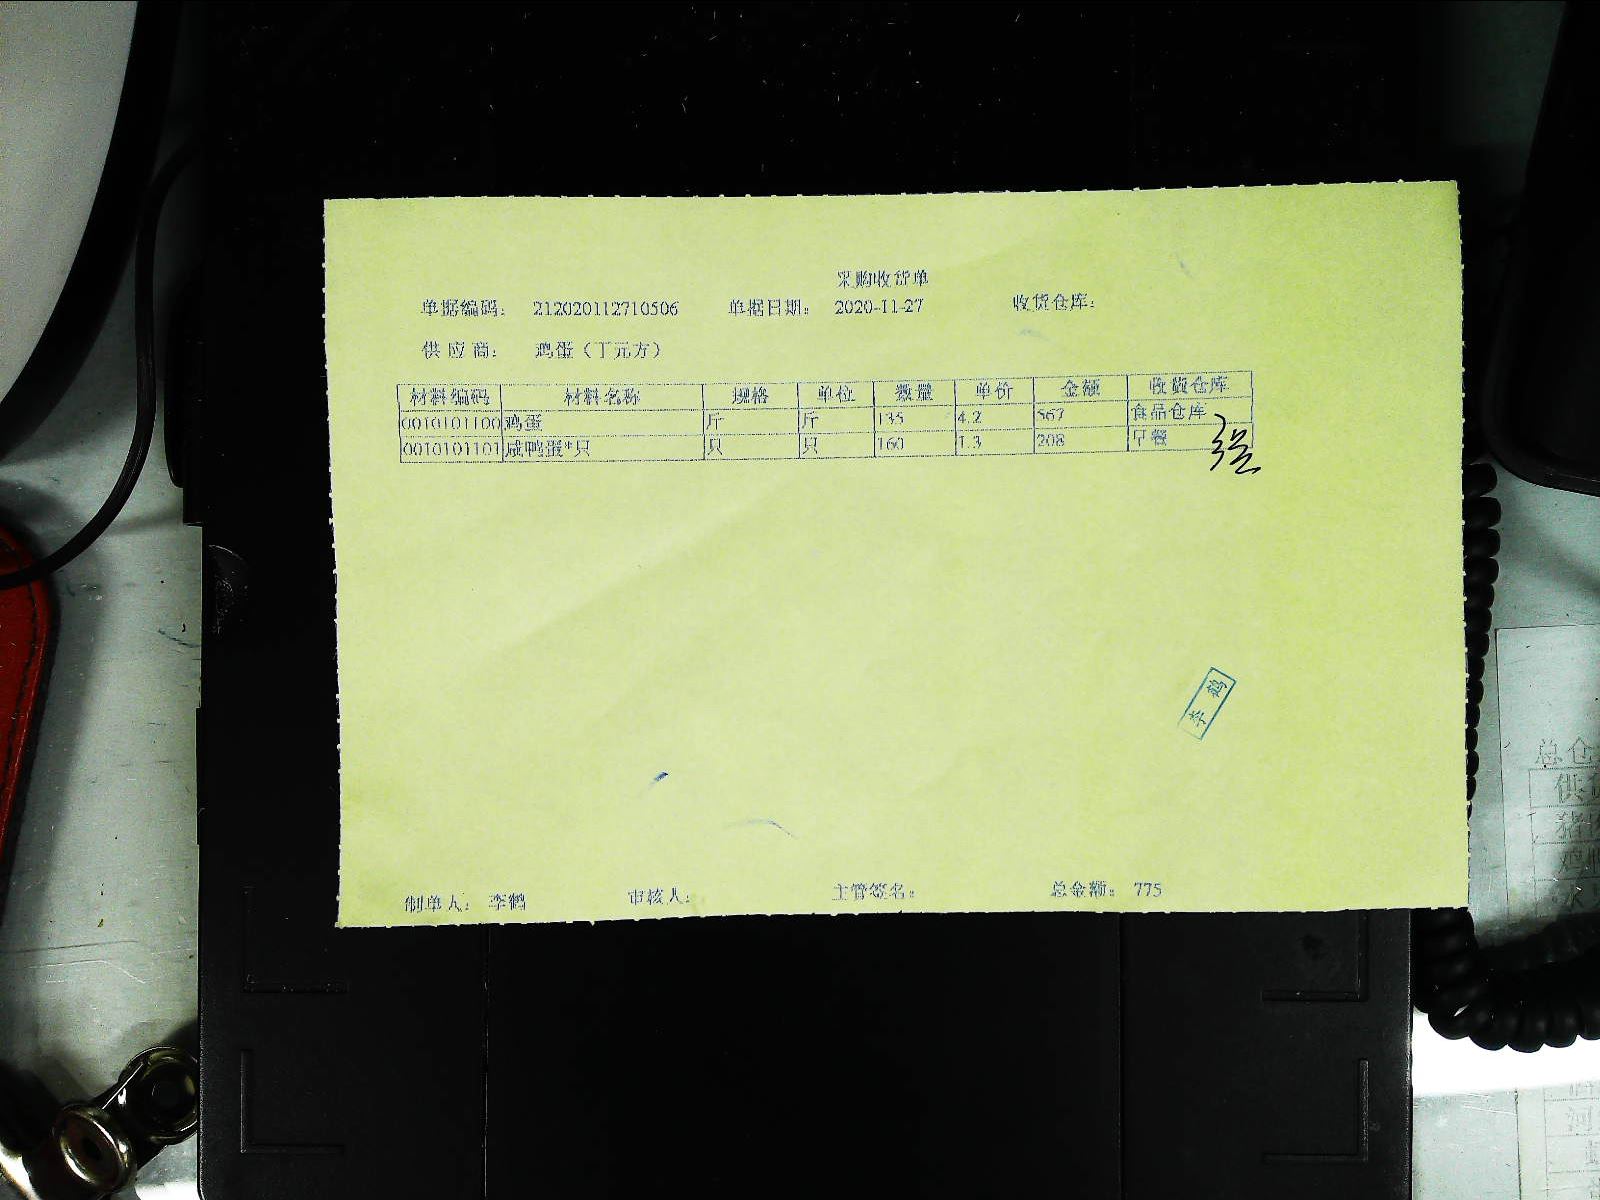 采购收货单
单据编码： 212020112710506 单据日期： 2020-11-27 收货仓库：
供 应 商： 鸡蛋（丁元方）
材料编码 材料名称 规格 单位 数量 单价 金额 收货仓库
0010101100 鸡蛋 斤 斤 135 4.2 567 食品仓库
0010101101 咸鸭蛋*只 只 只 160 1.3 208 早餐
李鹤
制单人： 李鹤 审核人： 主管签名： 总金额： 775
总仓